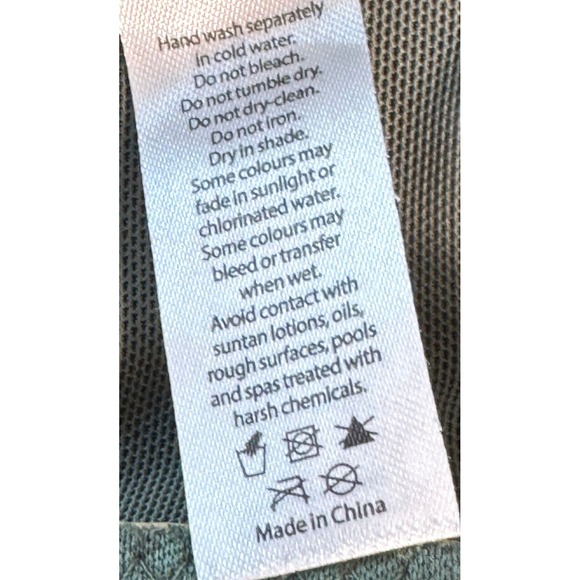 Hand wash separately
in cold water.
Do not bleach.
Do not tumble dry.
Do not dry-clean.
Do not iron.
Dry in shade.
Some colours may
fade in sunlight or
chlorinated water.
Some colours may
bleed or transfer
when wet.
Avoid contact with
suntan lotions, oils,
rough surfaces, pools
and spas treated with
harsh chemicals.
Made in China